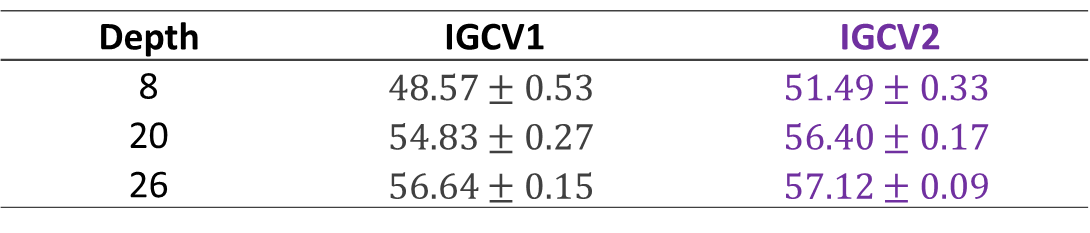 Depth IGCV1 IGCV2
8 48.57 ± 0.53 51.49 ± 0.33
20 54.83 ± 0.27 56.40 ± 0.17
26 56.64 ± 0.15 57.12 ± 0.09